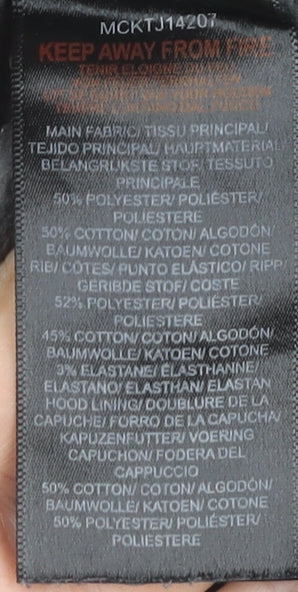 MCKTJ14207
KEEP AWAY FROM FIRE
TENIR ÉLOIGNÉ
MAIN FABRIC/ TISSU PRINCIPAL/
TEJIDO PRINCIPAL/ HAUPTMATERIAL/
BELANGRIJKSTE STOF/ TESSUTO
PRINCIPALE
50% POLYESTER/ POLIÉSTER/
POLIESTERE
50% COTTON/ COTON/ ALGODÓN/
BAUMWOLLE/ KATOEN/ COTONE
RIB/ CÔTES/ PUNTO ELÁSTICO/ RIPP/
GERIBDE STOF/ COSTE
52% POLYESTER/ POLIÉSTER/
POLIESTERE
45% COTTON/ COTON/ ALGODÓN/
BAUMWOLLE/ KATOEN/ COTONE
3% ELASTANE/ ÉLASTHANNE/
ELASTANO/ ELASTHAN/ ELASTAN
HOOD LINING/ DOUBLURE DE LA
CAPUCHE/ FORRO DE LA CAPUCHA/
KAPUZENFUTTER/ VOERING
CAPUCHON/ FODERA DEL
CAPPUCCIO
50% COTTON/ COTON/ ALGODÓN/
BAUMWOLLE/ KATOEN/ COTONE
50% POLYESTER/ POLIÉSTER/
POLIESTERE